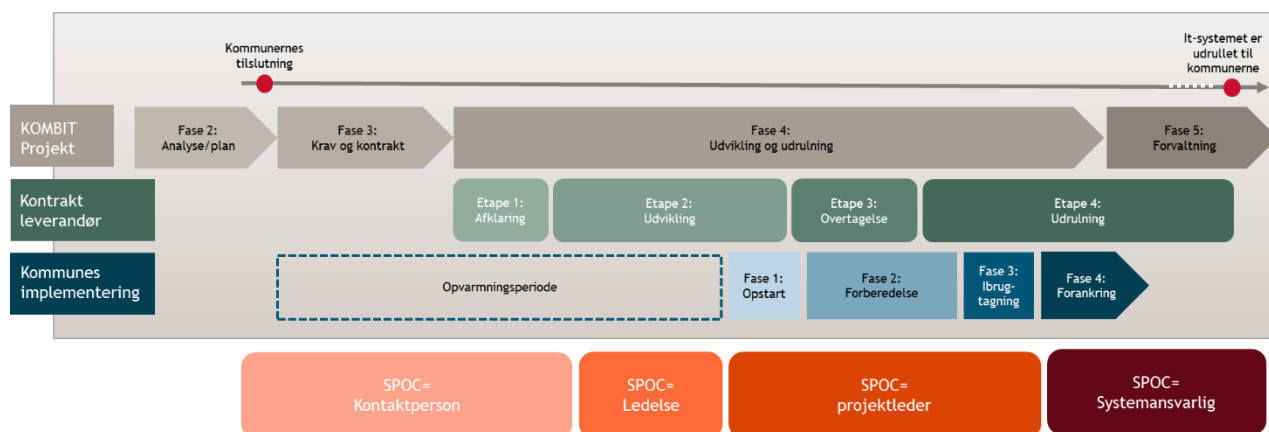 Kommunernes
tilslutning
It-systemet er
udrullet til
kommunerne
KOMBIT
Projekt
Fase 2:
Analyse/plan
Fase 3:
Krav og kontrakt
Fase 4:
Udvikling og udrulning
Fase 5:
Forvaltning
Kontrakt
leverandør
Etape 1:
Afklaring
Etape 2:
Udvikling
Etape 3:
Overtagelse
Etape 4:
Udrulning
Kommunes
implementering
Opvarmningsperiode
Fase 1:
Opstart
Fase 2:
Forberedelse
Fase 3:
Ibrug-
tagning
Fase 4:
Forankring
SPOC=
Kontaktperson
SPOC=
Ledelse
SPOC=
projektleder
SPOC=
Systemansvarlig